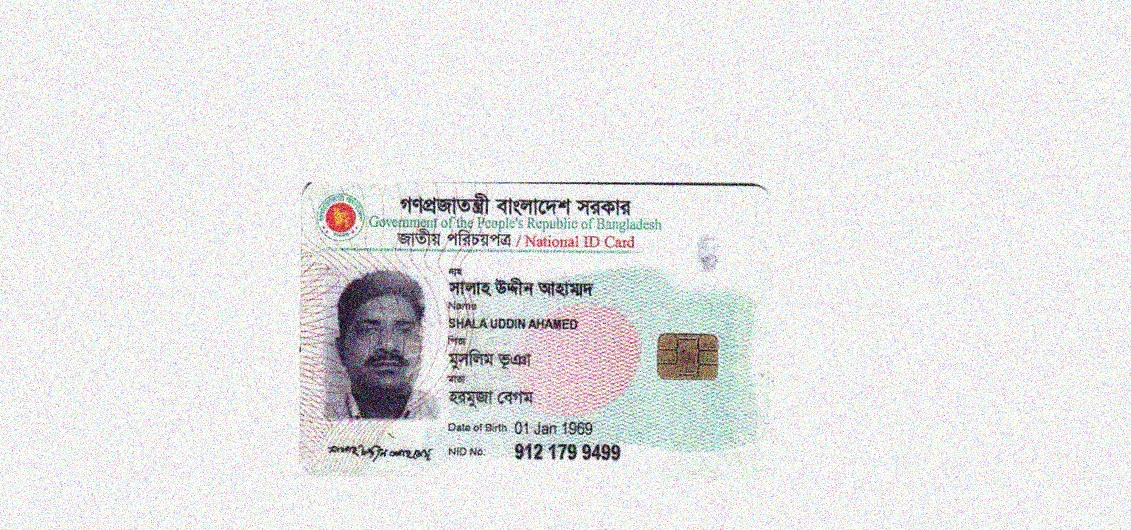 গণপ্রজাতন্ত্রী বাংলাদেশ সরকার
Government of the People's Republic of Bangladesh
জাতীয় পরিচয়পত্র / National ID Card
নাম
সালাহ উদ্দীন আহাম্মদ
Name
SHALA UDDIN AHAMED
পিতা
মুসলিম ভূঞা
মাতা
হরমুজা বেগম
Date of Birth 01 Jan 1969
NID No. 912 179 9499